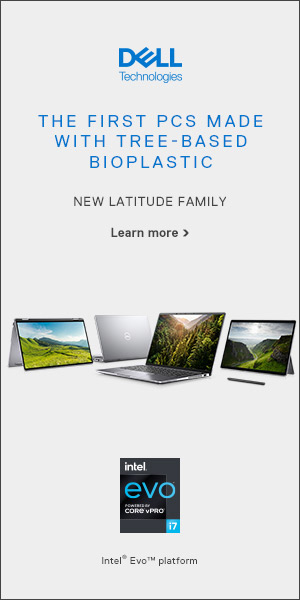 DELL
Technologies
THE FIRST PCS MADE
WITH TREE-BASED
BIOPLASTIC
NEW LATITUDE FAMILY
Learn more >
intel.
evo
POWERED BY
CORE vPRO®
i7
Intel® Evo™ platform